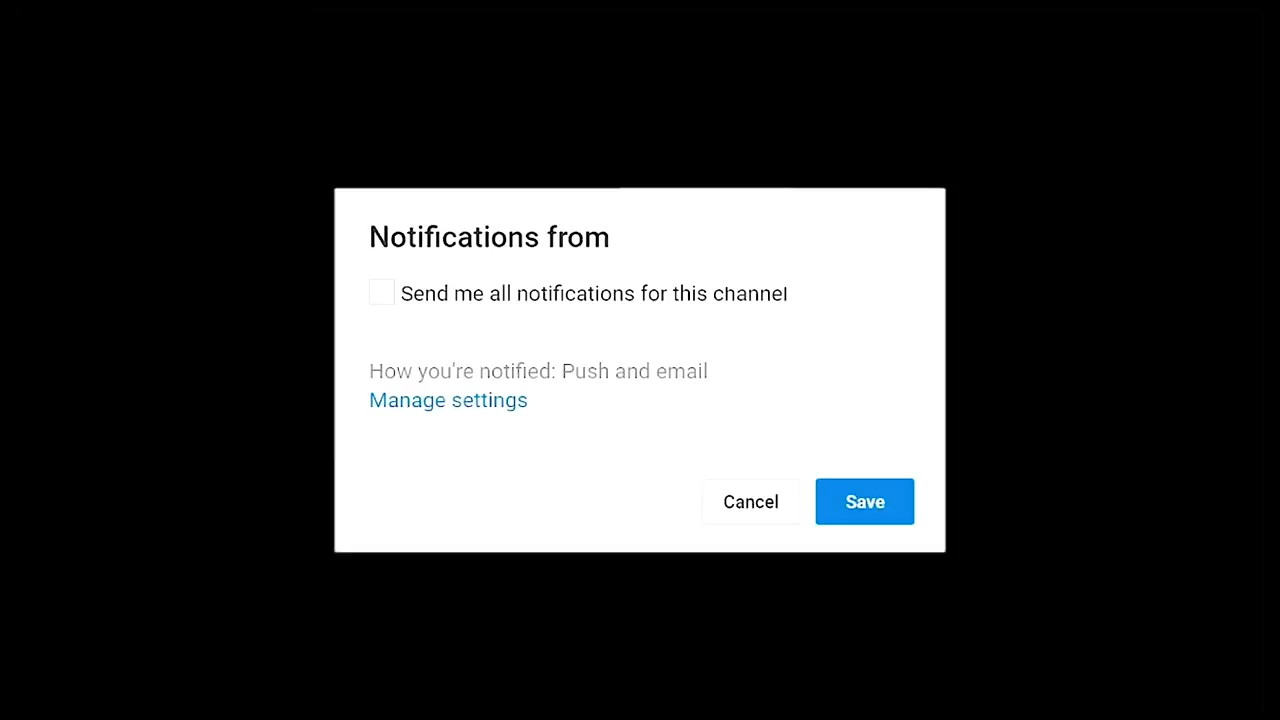 Notifications from
Send me all notifications for this channel
How you're notified: Push and email
Manage settings
Cancel Save